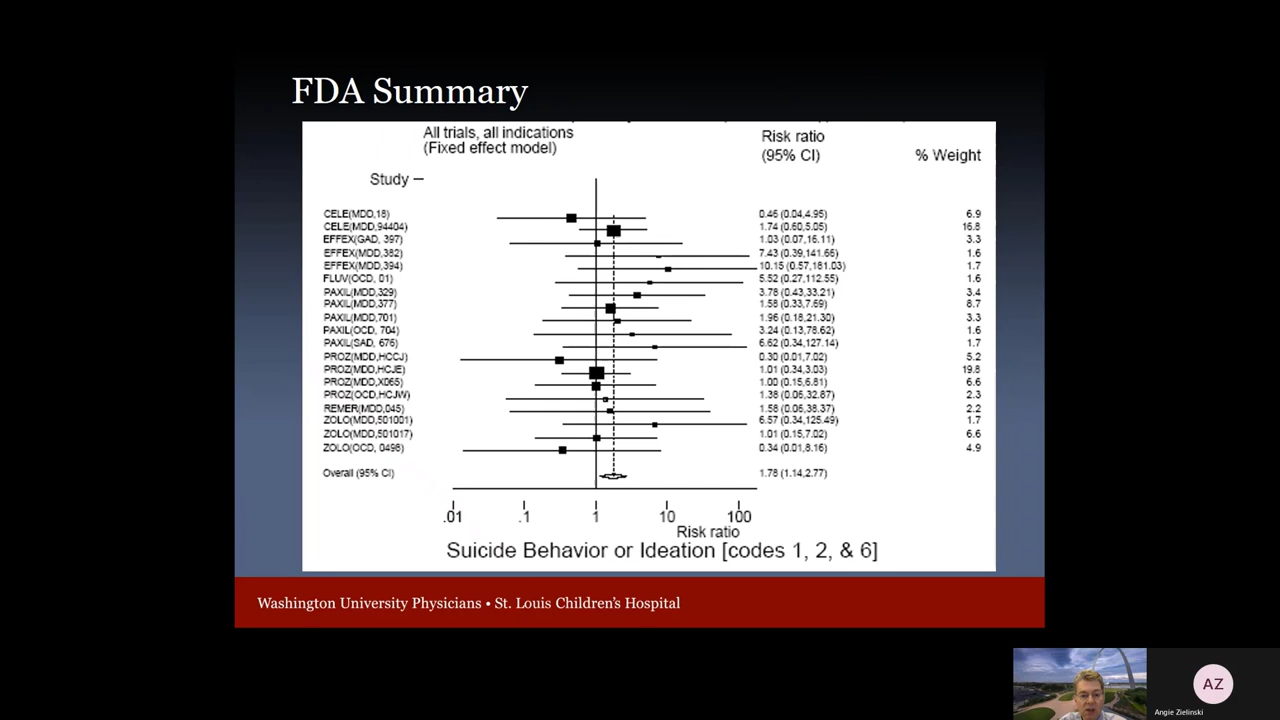 FDA Summary
All trials, all indications
(Fixed effect model)
Risk ratio
(95% CI)
% Weight
Study
CELE(MDD,18) 0.46 (0.04,4.95) 6.9
CELE(MDD,94404) 1.74 (0.60,5.05) 16.8
EFFEX(GAD, 397) 1.03 (0.07,16.11) 3.3
EFFEX(MDD,382) 7.43 (0.39,141.66) 1.6
EFFEX(MDD,394) 10.15 (0.57,181.03) 1.7
FLUV(OCD, 01) 5.52 (0.27,112.55) 1.6
PAXIL(MDD,329) 3.78 (0.43,33.21) 3.4
PAXIL(MDD,377) 1.58 (0.33,7.69) 8.7
PAXIL(MDD,701) 1.96 (0.18,21.30) 3.3
PAXIL(OCD, 704) 3.24 (0.13,78.62) 1.6
PAXIL(SAD, 676) 6.62 (0.34,127.14) 1.7
PROZ(MDD,HCCJ) 0.30 (0.01,7.02) 5.2
PROZ(MDD,HCJE) 1.01 (0.34,3.03) 19.8
PROZ(MDD,X065) 1.00 (0.15,6.81) 6.6
PROZ(OCD,HCJW) 1.38 (0.06,32.87) 2.3
REMER(MDD,045) 1.58 (0.06,38.37) 2.2
ZOLO(MDD,501001) 6.57 (0.34,125.49) 1.7
ZOLO(MDD,501017) 1.01 (0.15,7.02) 6.6
ZOLO(OCD, 0498) 0.34 (0.01,8.16) 4.9
Overall (95% CI) 1.78 (1.14,2.77)
.01 .1 1 10 100
Risk ratio
Suicide Behavior or Ideation [codes 1, 2, & 6]
Washington University Physicians • St. Louis Children's Hospital
AZ
Angie Zielinski